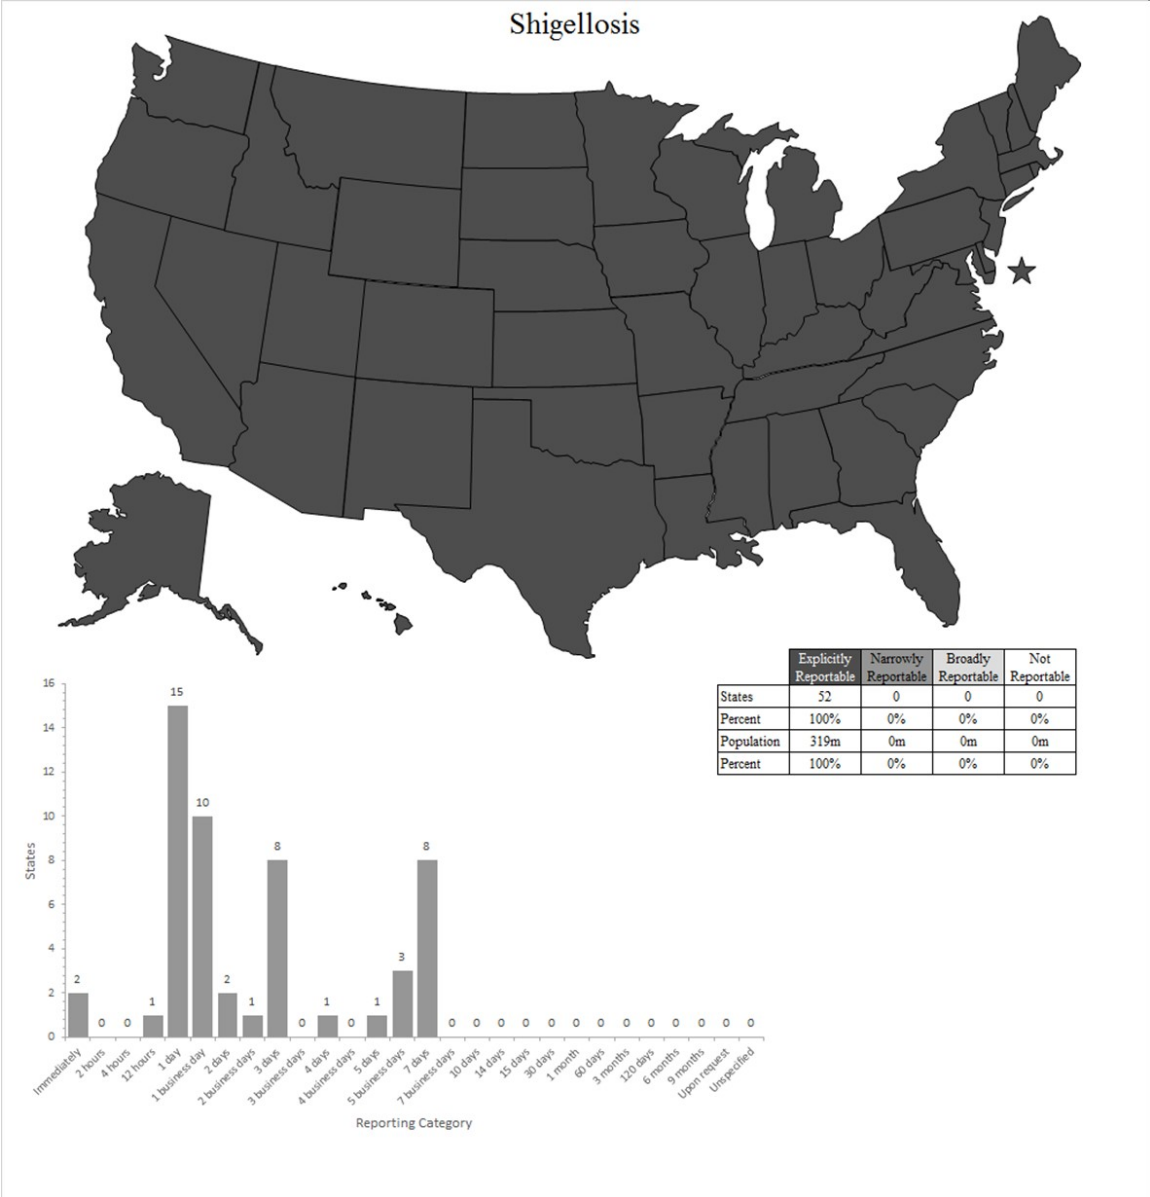 Shigellosis
Explicitly Reportable Narrowly Reportable Broadly Reportable Not Reportable
States 52 0 0 0
Percent 100% 0% 0% 0%
Population 319m 0m 0m 0m
Percent 100% 0% 0% 0%
16
14
12
10
8
6
4
2
0
States
2 0 0 1 15 10 2 1 8 0 1 0 1 3 8 0 0 0 0 0 0 0 0 0 0 0 0 0
Immediately
2 hours
4 hours
12 hours
1 day
1 business day
2 days
2 business days
3 days
3 business days
4 days
4 business days
5 days
5 business days
7 days
7 business days
10 days
14 days
15 days
30 days
1 month
60 days
3 months
120 days
6 months
9 months
Upon request
Unspecified
Reporting Category